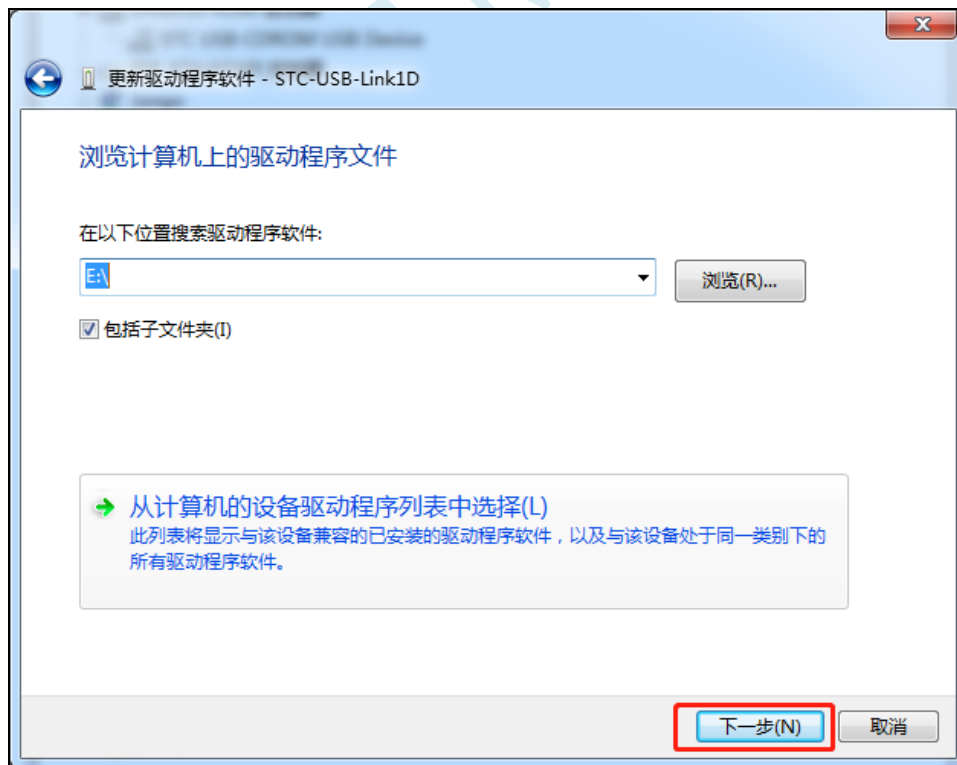 STC USB-CDROM USB Device
更新驱动程序软件 - STC-USB-Link1D
浏览计算机上的驱动程序文件
在以下位置搜索驱动程序软件:
E:\
浏览(R)...
包括子文件夹(I)
从计算机的设备驱动程序列表中选择(L)
此列表将显示与该设备兼容的已安装的驱动程序软件，以及与该设备处于同一类别下的
所有驱动程序软件。
下一步(N)
取消